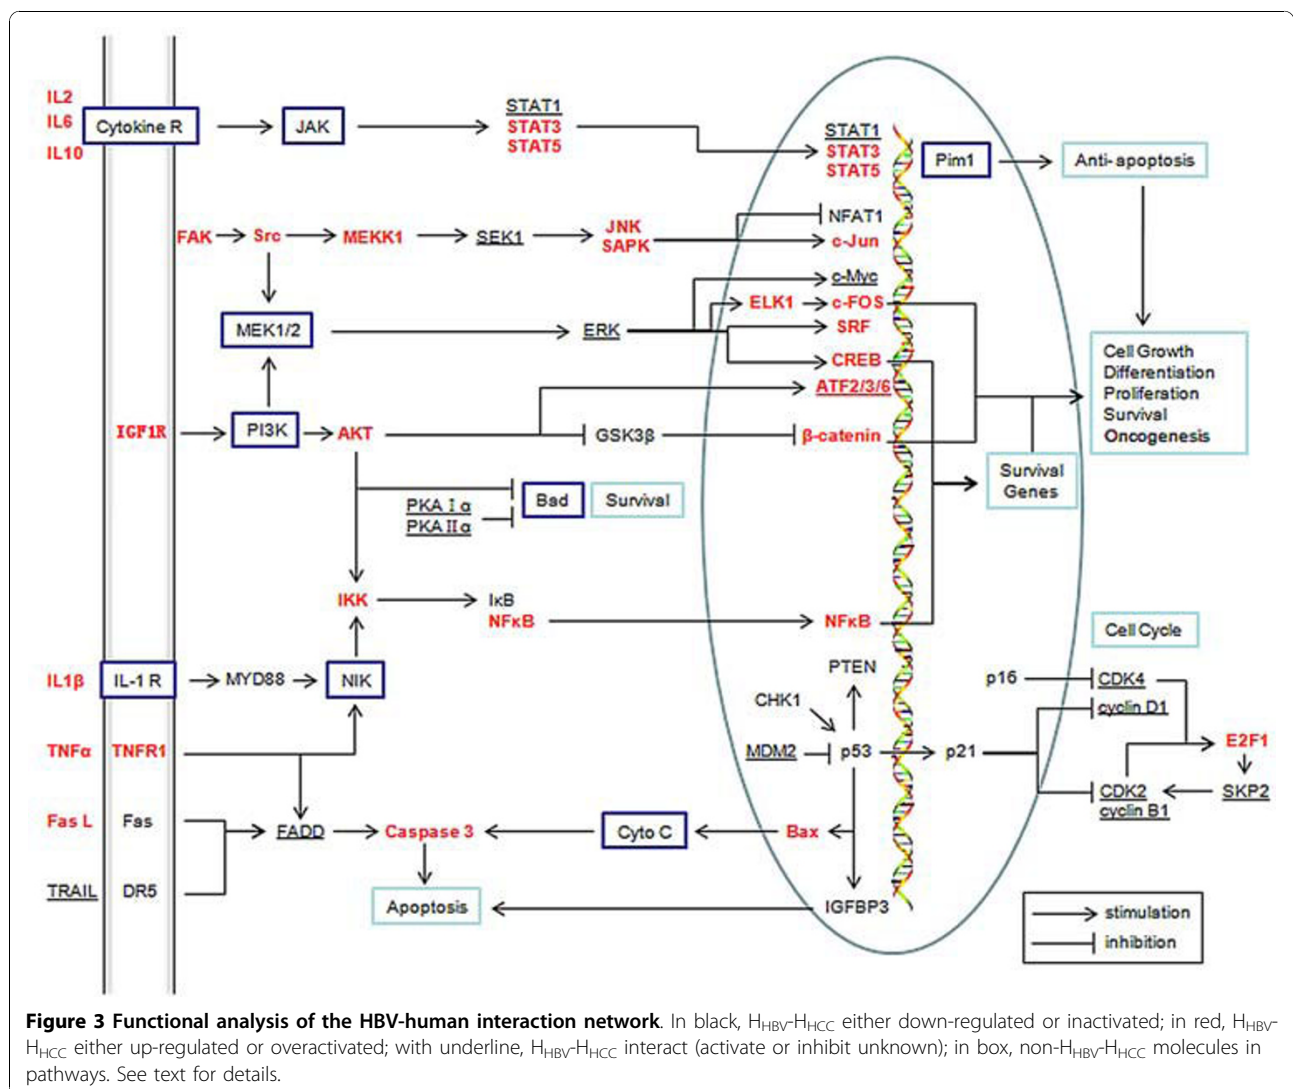 IL2
IL6
IL10
Cytokine R
JAK
STAT1
STAT3
STAT5
STAT1
STAT3
STAT5
Pim1
Anti-apoptosis
FAK
Src
MEKK1
SEK1
JNK
SAPK
NFAT1
c-Jun
c-Myc
ELK1
c-FOS
MEK1/2
ERK
SRF
CREB
ATF2/3/6
Cell Growth
Differentiation
Proliferation
Survival
Oncogenesis
IGF1R
PI3K
AKT
GSK3β
β-catenin
Survival
Genes
PKA I α
PKA II α
Bad
Survival
IKK
IκB
NFκB
NFκB
Cell Cycle
IL1β
IL-1 R
MYD88
NIK
PTEN
CHK1
MDM2
p53
p21
p16
CDK4
cyclin D1
E2F1
CDK2
cyclin B1
SKP2
TNFα
TNFR1
Fas L
Fas
FADD
Caspase 3
Cyto C
Bax
TRAIL
DR5
Apoptosis
IGFBP3
stimulation
inhibition
Figure 3 Functional analysis of the HBV-human interaction network. In black, HHBV-HHCC either down-regulated or inactivated; in red, HHBV-
HHCC either up-regulated or overactivated; with underline, HHBV-HHCC interact (activate or inhibit unknown); in box, non-HHBV-HHCC molecules in
pathways. See text for details.